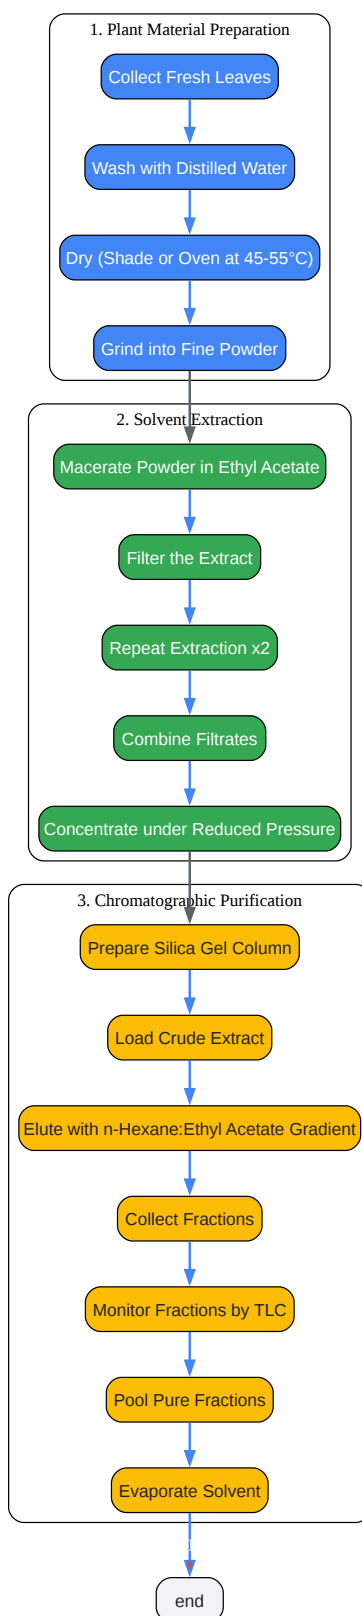 1. Plant Material Preparation
Collect Fresh Leaves
Wash with Distilled Water
Dry (Shade or Oven at 45-55°C)
Grind into Fine Powder
2. Solvent Extraction
Macerate Powder in Ethyl Acetate
Filter the Extract
Repeat Extraction x2
Combine Filtrates
Concentrate under Reduced Pressure
3. Chromatographic Purification
Prepare Silica Gel Column
Load Crude Extract
Elute with n-Hexane:Ethyl Acetate Gradient
Collect Fractions
Monitor Fractions by TLC
Pool Pure Fractions
Evaporate Solvent
end